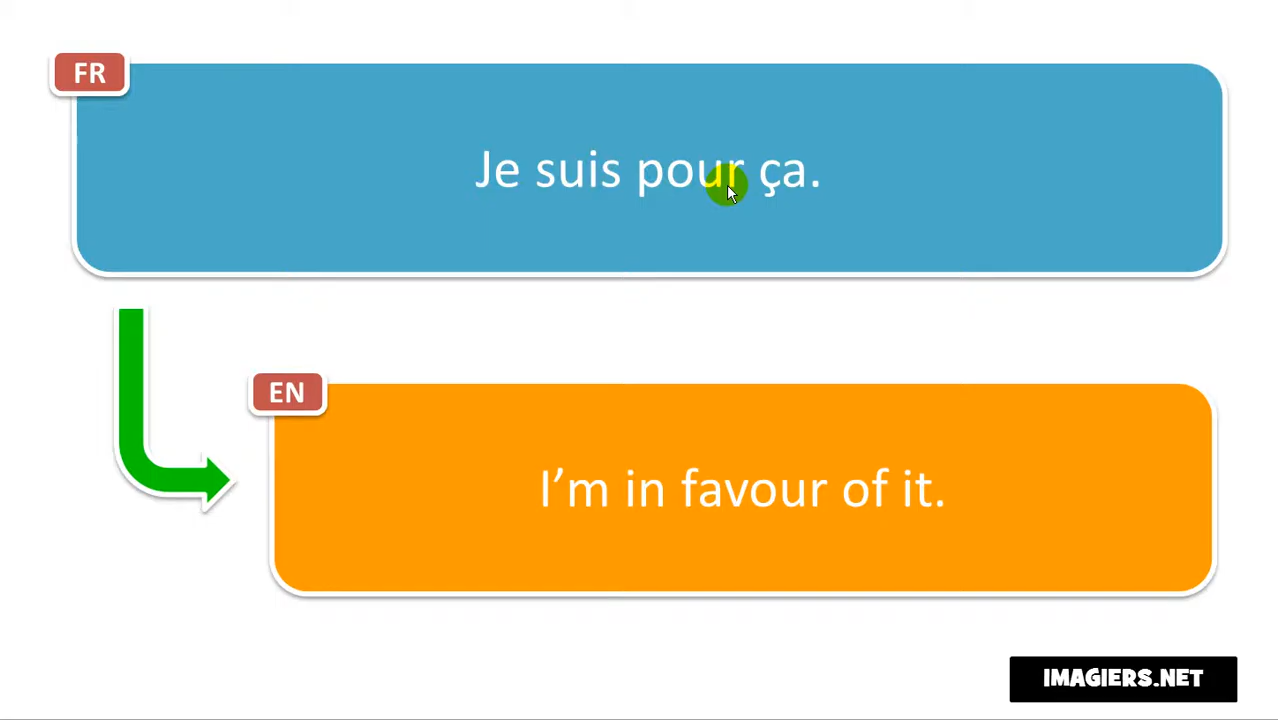 FR
Je suis pour ça.
EN
I’m in favour of it.
IMAGIERS.NET